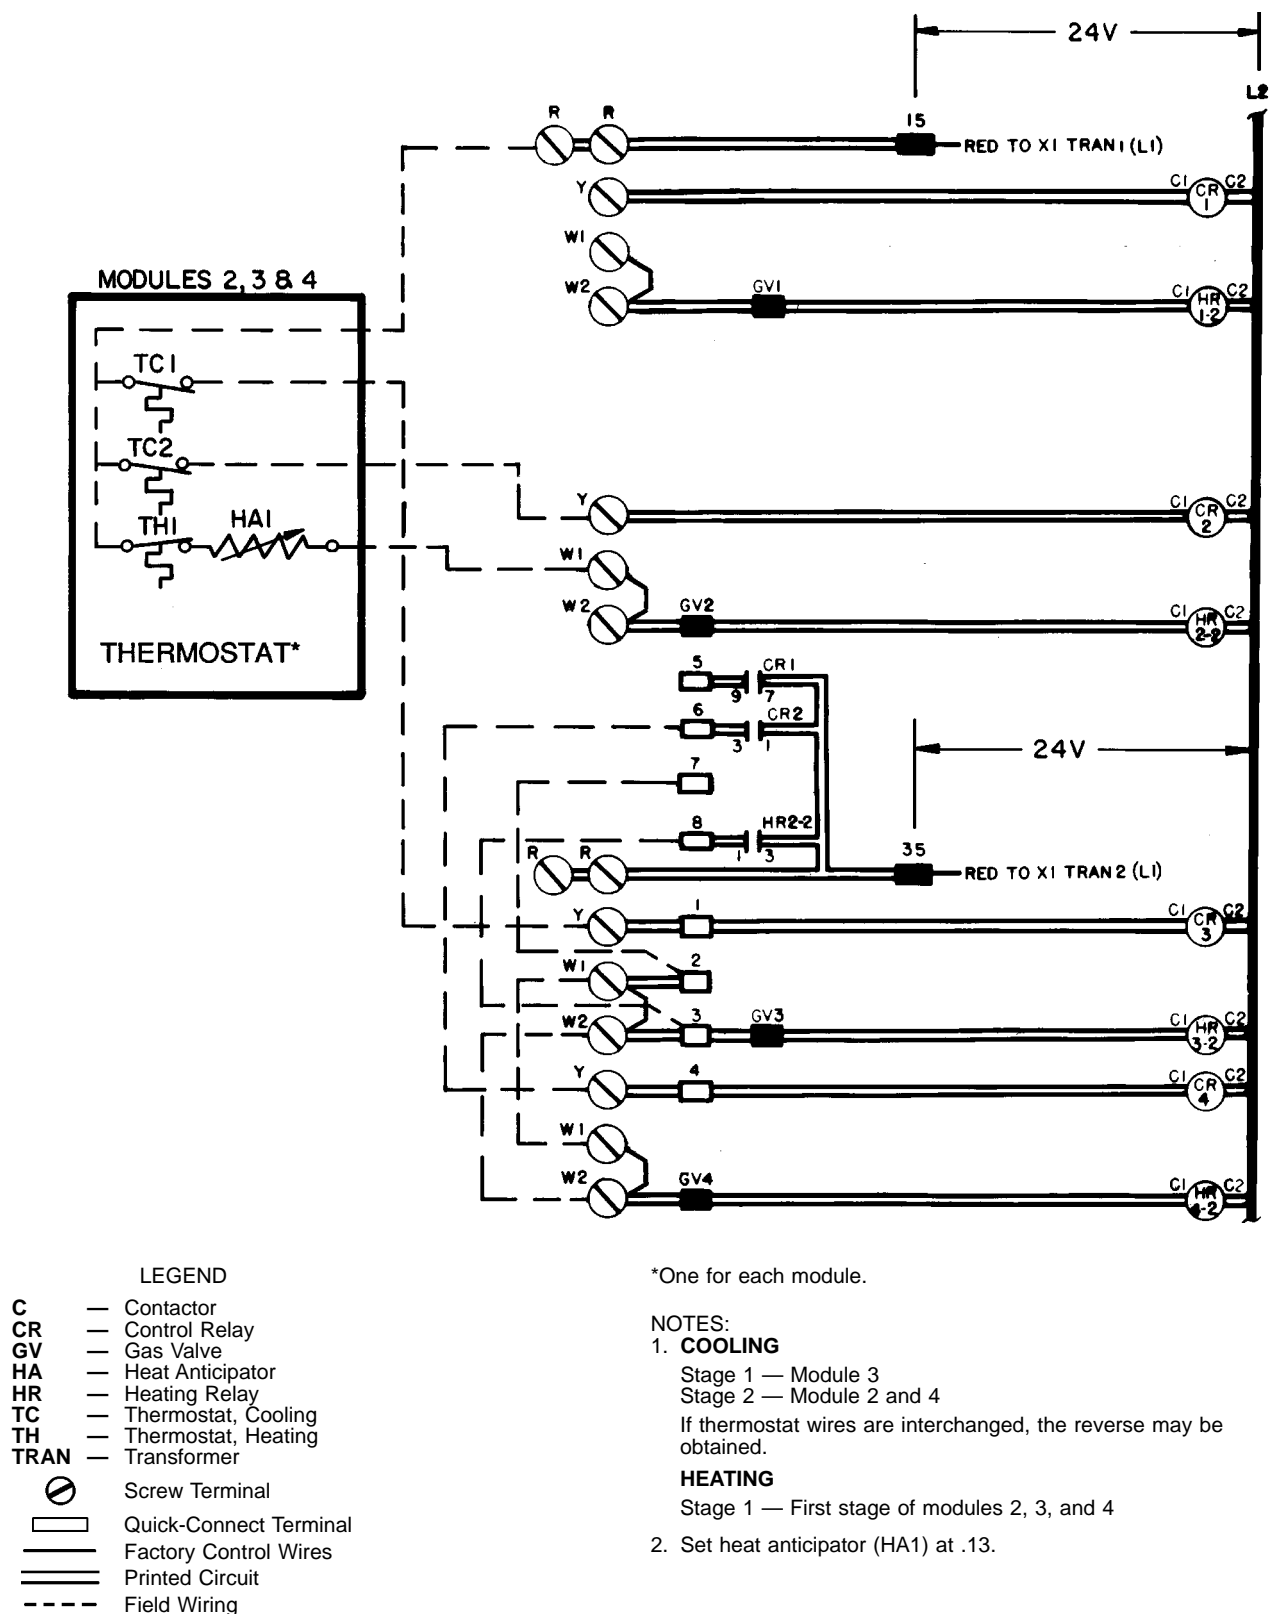 24V
L2
R R 15 RED TO X1 TRAN1 (L1)
Y C1 CR 1 C2
W1
MODULES 2, 3 & 4
W2 GV1 C1 HR 1-2 C2
TC1
TC2
TH1 HA1
Y C1 CR 2 C2
W1
W2 GV2 C1 HR 2-2 C2
THERMOSTAT*
5 CR1
9 7
6 CR2
3 1
24V
7
8 HR2-2
1 3
R R 35 RED TO X1 TRAN 2 (L1)
Y 1 C1 CR 3 C2
W1 2
W2 3 GV3 C1 HR 3-2 C2
Y 4 C1 CR 4 C2
W1
W2 GV4 C1 HR 4-2 C2
LEGEND
C — Contactor
CR — Control Relay
GV — Gas Valve
HA — Heat Anticipator
HR — Heating Relay
TC — Thermostat, Cooling
TH — Thermostat, Heating
TRAN — Transformer
Screw Terminal
Quick-Connect Terminal
Factory Control Wires
Printed Circuit
Field Wiring
*One for each module.
NOTES:
1. COOLING
Stage 1 — Module 3
Stage 2 — Module 2 and 4
If thermostat wires are interchanged, the reverse may be
obtained.
HEATING
Stage 1 — First stage of modules 2, 3, and 4
2. Set heat anticipator (HA1) at .13.